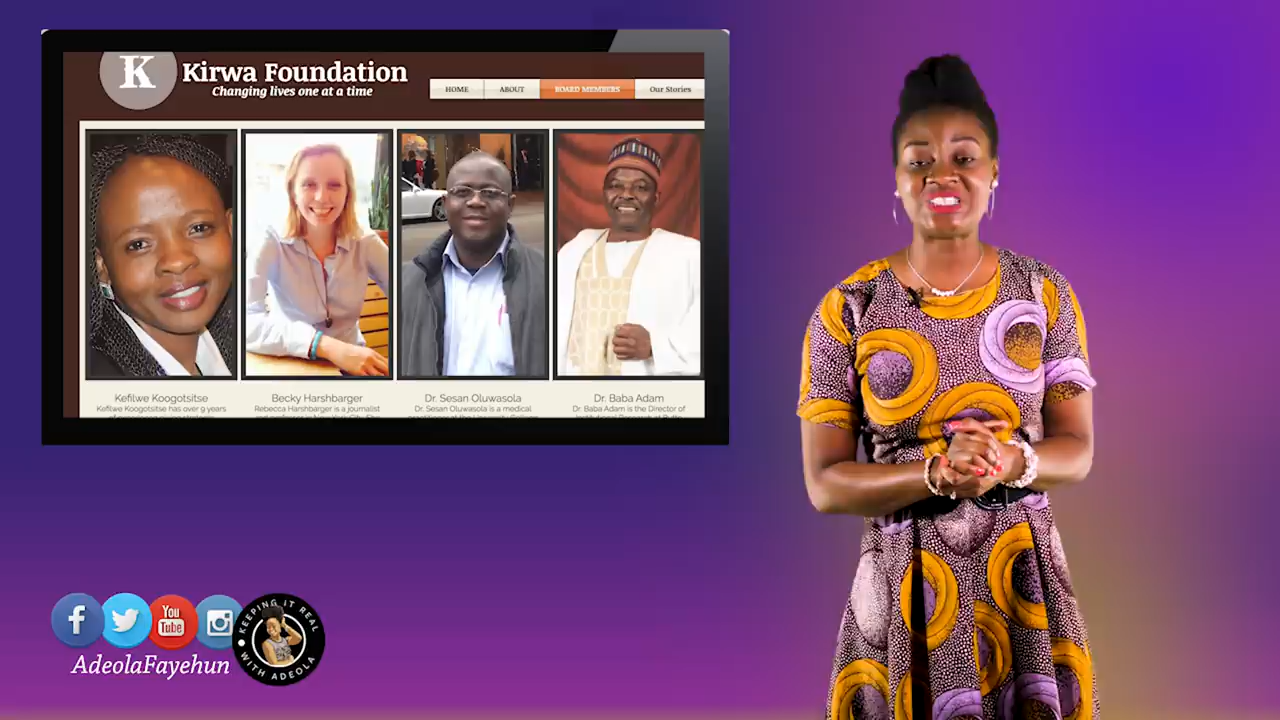 K
Kirwa Foundation
Changing lives one at a time
HOME ABOUT BOARD MEMBERS Our Stories
Kefilwe Koogotsitse
Kefilwe Koogotsitse has over 9 years
Becky Harshbarger
Rebecca Harshbarger is a journalist
Dr. Sesan Oluwasola
Dr. Sesan Oluwasola is a medical
Dr. Baba Adam
Dr. Baba Adam is the Director of
f
You
Tube
KEEPING IT REAL
WITH ADEOLA
AdeolaFayehun